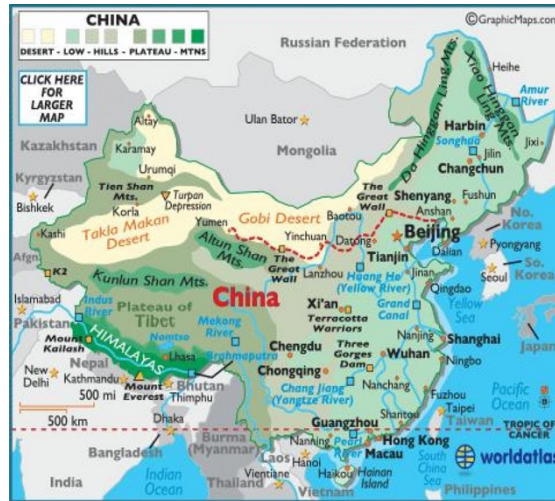 CHINA
DESERT - LOW - HILLS - PLATEAU - MTNS
©GraphicMaps.com
CLICK HERE
FOR
LARGER
MAP
Russian Federation
Heihe
Amur
River
Xiao Hinggan
Ling Mts.
Da Hinggan Ling Mts.
Altay
Ulan Bator
Harbin
Songhua
Jixi
Kazakhstan
Karamay
Mongolia
Jilin
Changchun
Urumqi
Kyrgyzstan
Bishkek
Tien Shan
Mts.
Turpan
Depression
The
Great
Wall
Shenyang
Fushun
Korla
Gobi Desert
Baotou
Anshan
No.
Korea
Kashi
Takla Makan
Desert
Yumen
Yinchuan
Datong
Beijing
Pyongyang
Altun Shan
Mts.
Tianjin
Dalian
Afgn.
K2
The
Great
Wall
Lanzhou
Huang Ho
(Yellow River)
Jinan
Seoul
So.
Korea
Kunlun Shan Mts.
Qingdao
Islamabad
Indus
River
China
Grand
Canal
Yellow
Sea
Pakistan
Plateau of
Tibet
Xi'an
Terracotta
Warriors
Mekong
River
Japan
HIMALAYAS
Namtso
Nanjing
Shanghai
Mount
Kailash
Chengdu
Three
Gorges
Dam
Wuhan
Ningbo
Nepal
Lhasa
Brahmaputra
Chongqing
New
Delhi
Kathmandu
Bhutan
Chang Jiang
(Yangtze River)
Nanchang
500 mi
Mount
Everest
Thimphu
Fuzhou
Pacific
Ocean
500 km
Dhaka
Guangzhou
Shantou
Taipei
Taiwan
TROPIC OF
CANCER
Burma
(Myanmar)
Nanning
Pearl
River
Hong Kong
Macau
Bangladesh
Laos
Hanoi
Haikou
Hainan
Island
South
China
Sea
worldatlas
India
Indian
Ocean
Thailand
Vientiane
Vietnam
Philippines